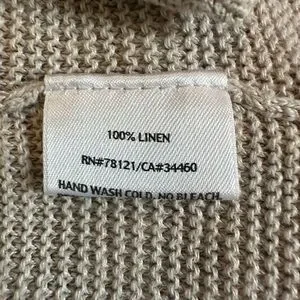 100% LINEN
RN#78121/CA#34460
HAND WASH COLD. NO BLEACH.